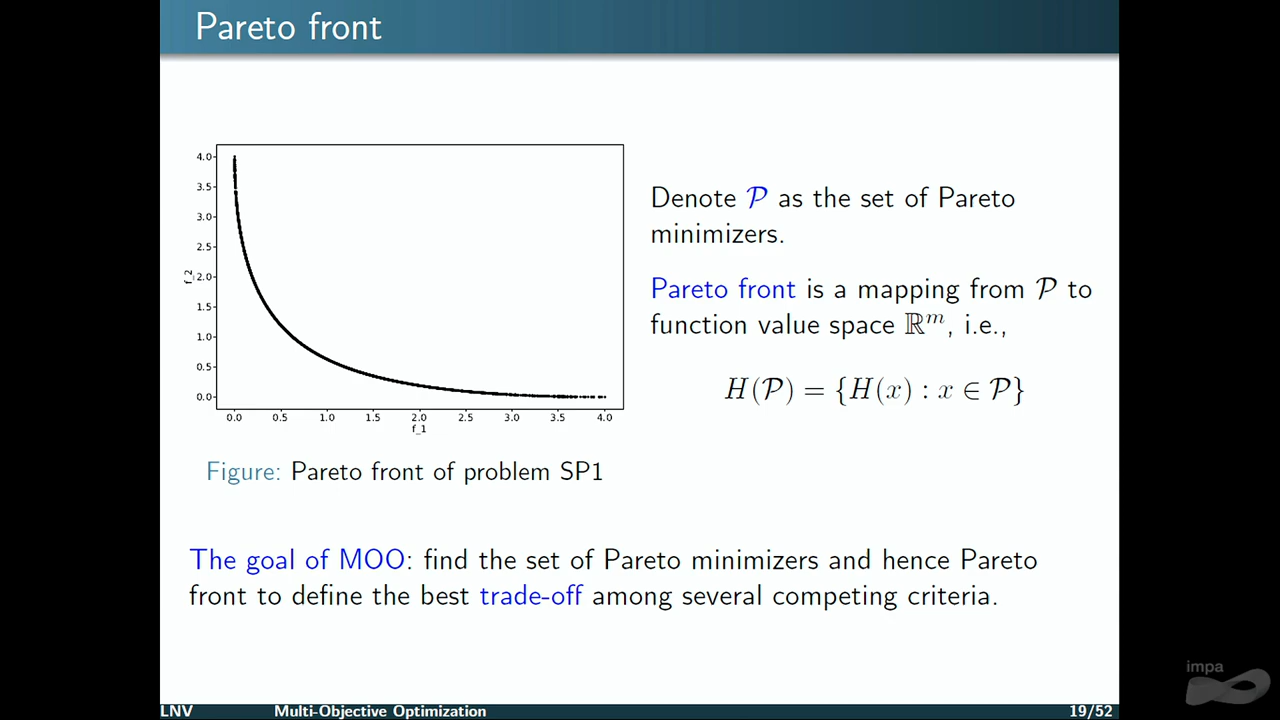 Pareto front
4.0
3.5
3.0
2.5
2.0
1.5
1.0
0.5
0.0
f_2
0.0 0.5 1.0 1.5 2.0 2.5 3.0 3.5 4.0
f_1
Figure: Pareto front of problem SP1
Denote 𝒫 as the set of Pareto
minimizers.
Pareto front is a mapping from 𝒫 to
function value space ℝᵐ, i.e.,
H(𝒫) = {H(x) : x ∈ 𝒫}
The goal of MOO: find the set of Pareto minimizers and hence Pareto
front to define the best trade-off among several competing criteria.
impa
LNV Multi-Objective Optimization 19/52